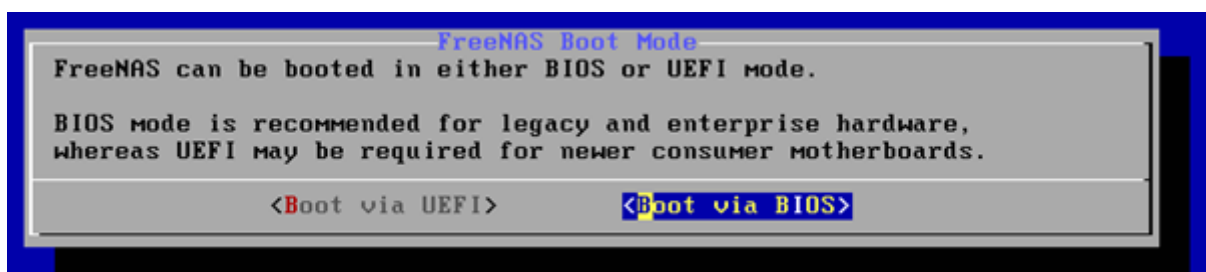 FreeNAS Boot Mode
FreeNAS can be booted in either BIOS or UEFI mode.
BIOS mode is recommended for legacy and enterprise hardware,
whereas UEFI may be required for newer consumer motherboards.
<Boot via UEFI> <Boot via BIOS>